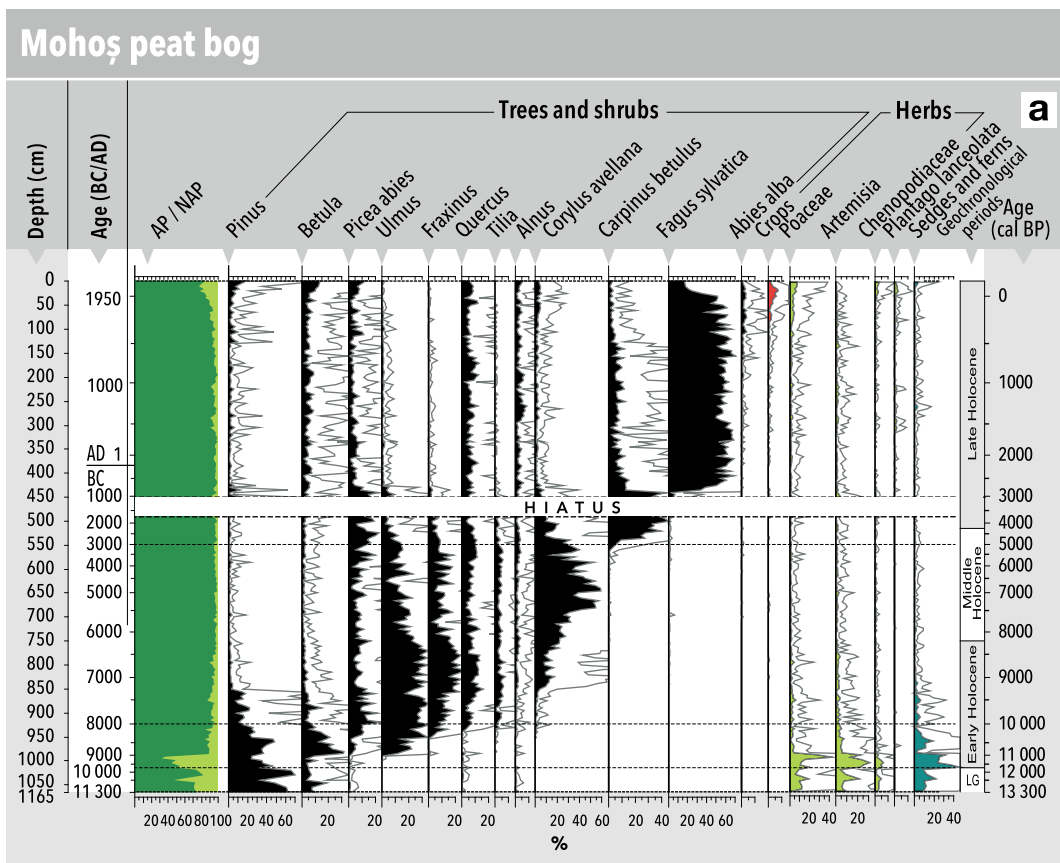 Mohoș peat bog
a
Trees and shrubs
Herbs
Depth (cm)
Age (BC/AD)
AP / NAP
Pinus
Betula
Picea abies
Ulmus
Fraxinus
Quercus
Tilia
Alnus
Corylus avellana
Carpinus betulus
Fagus sylvatica
Abies alba
Crops
Poaceae
Artemisia
Chenopodiaceae
Plantago lanceolata
Sedges and ferns
Geochronological
periods
Age
(cal BP)
0
50
100
150
200
250
300
350
400
450
500
550
600
650
700
750
800
850
900
950
1000
1050
1165
1950
1000
AD 1
BC
1000
2000
3000
4000
5000
6000
7000
8000
9000
10 000
11 300
HIATUS
Late Holocene
Middle
Holocene
Early Holocene
LG
0
1000
2000
3000
4000
5000
6000
7000
8000
9000
10 000
11 000
12 000
13 300
20 40 60 80 100 20 40 60 20 20 20 20 20 20 40 60 20 40 20 40 60 20 40 20 20 40
%